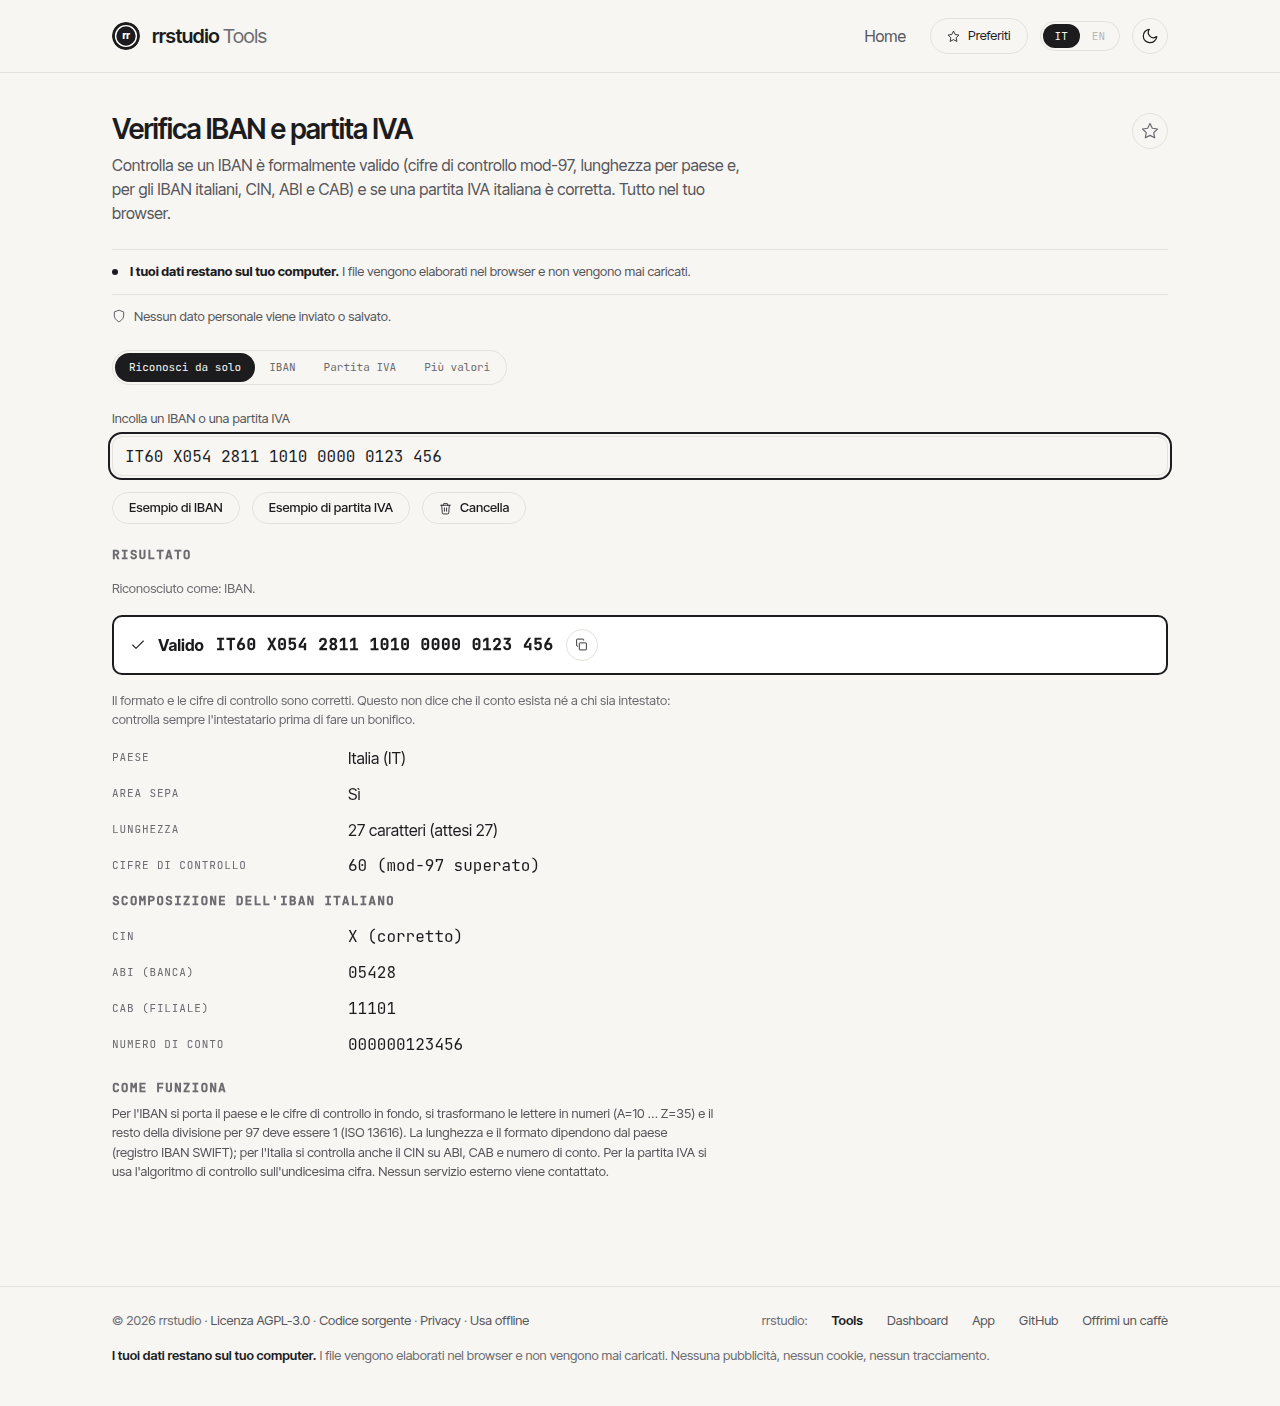 rr
rrstudio Tools
Home
Preferiti
IT
EN
Verifica IBAN e partita IVA
Controlla se un IBAN è formalmente valido (cifre di controllo mod-97, lunghezza per paese e,
per gli IBAN italiani, CIN, ABI e CAB) e se una partita IVA italiana è corretta. Tutto nel tuo
browser.
I tuoi dati restano sul tuo computer. I file vengono elaborati nel browser e non vengono mai caricati.
Nessun dato personale viene inviato o salvato.
Riconosci da solo
IBAN
Partita IVA
Più valori
Incolla un IBAN o una partita IVA
IT60 X054 2811 1010 0000 0123 456
Esempio di IBAN
Esempio di partita IVA
Cancella
RISULTATO
Riconosciuto come: IBAN.
Valido IT60 X054 2811 1010 0000 0123 456
Il formato e le cifre di controllo sono corretti. Questo non dice che il conto esista né a chi sia intestato:
controlla sempre l'intestatario prima di fare un bonifico.
PAESE Italia (IT)
AREA SEPA Sì
LUNGHEZZA 27 caratteri (attesi 27)
CIFRE DI CONTROLLO 60 (mod-97 superato)
SCOMPOSIZIONE DELL'IBAN ITALIANO
CIN X (corretto)
ABI (BANCA) 05428
CAB (FILIALE) 11101
NUMERO DI CONTO 000000123456
COME FUNZIONA
Per l'IBAN si porta il paese e le cifre di controllo in fondo, si trasformano le lettere in numeri (A=10 … Z=35) e il
resto della divisione per 97 deve essere 1 (ISO 13616). La lunghezza e il formato dipendono dal paese
(registro IBAN SWIFT); per l'Italia si controlla anche il CIN su ABI, CAB e numero di conto. Per la partita IVA si
usa l'algoritmo di controllo sull'undicesima cifra. Nessun servizio esterno viene contattato.
© 2026 rrstudio · Licenza AGPL-3.0 · Codice sorgente · Privacy · Usa offline
rrstudio: Tools Dashboard App GitHub Offrimi un caffè
I tuoi dati restano sul tuo computer. I file vengono elaborati nel browser e non vengono mai caricati. Nessuna pubblicità, nessun cookie, nessun tracciamento.